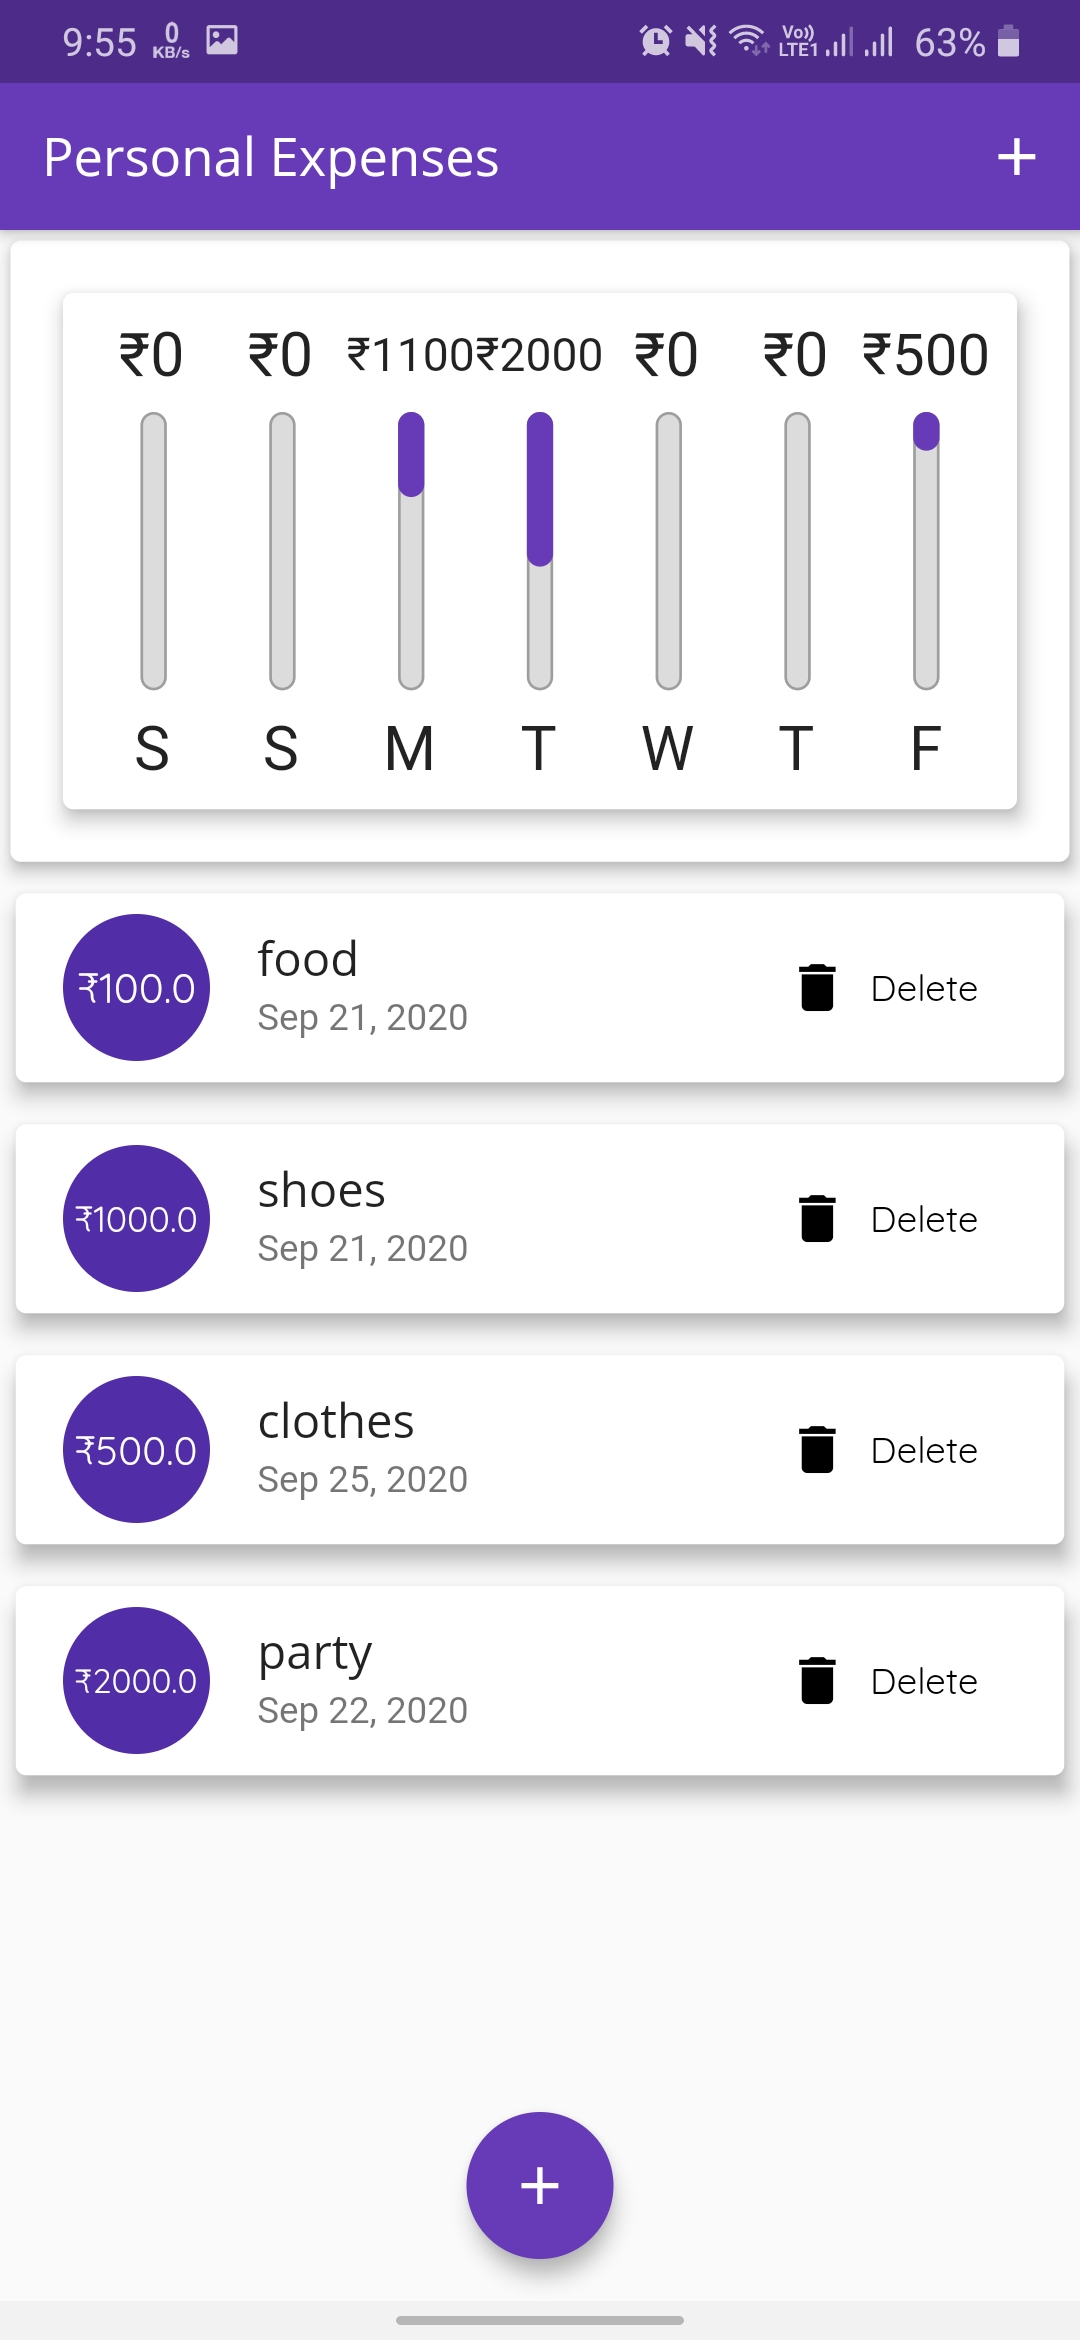 9:55 0 KB/s Vo)) LTE1 63%
Personal Expenses +
₹0 ₹0 ₹1100 ₹2000 ₹0 ₹0 ₹500
S S M T W T F
₹100.0 food Delete
Sep 21, 2020
₹1000.0 shoes Delete
Sep 21, 2020
₹500.0 clothes Delete
Sep 25, 2020
₹2000.0 party Delete
Sep 22, 2020
+